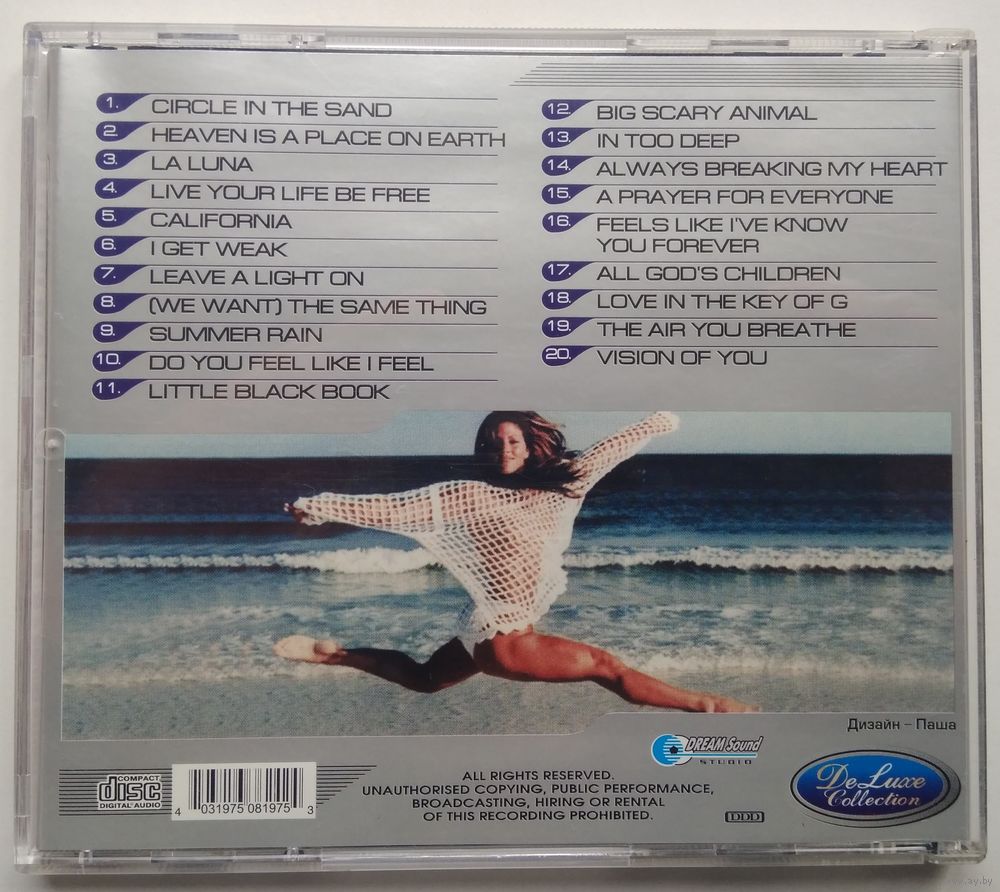 1. CIRCLE IN THE SAND
2. HEAVEN IS A PLACE ON EARTH
3. LA LUNA
4. LIVE YOUR LIFE BE FREE
5. CALIFORNIA
6. I GET WEAK
7. LEAVE A LIGHT ON
8. (WE WANT) THE SAME THING
9. SUMMER RAIN
10. DO YOU FEEL LIKE I FEEL
11. LITTLE BLACK BOOK
12. BIG SCARY ANIMAL
13. IN TOO DEEP
14. ALWAYS BREAKING MY HEART
15. A PRAYER FOR EVERYONE
16. FEELS LIKE I'VE KNOW
YOU FOREVER
17. ALL GOD'S CHILDREN
18. LOVE IN THE KEY OF G
19. THE AIR YOU BREATHE
20. VISION OF YOU
Дизайн - Паша
DREAM Sound
STUDIO
COMPACT
disc
DIGITAL AUDIO
4 031975 081975 3
ALL RIGHTS RESERVED.
UNAUTHORISED COPYING, PUBLIC PERFORMANCE,
BROADCASTING, HIRING OR RENTAL
OF THIS RECORDING PROHIBITED.
DDD
DeLuxe
Collection